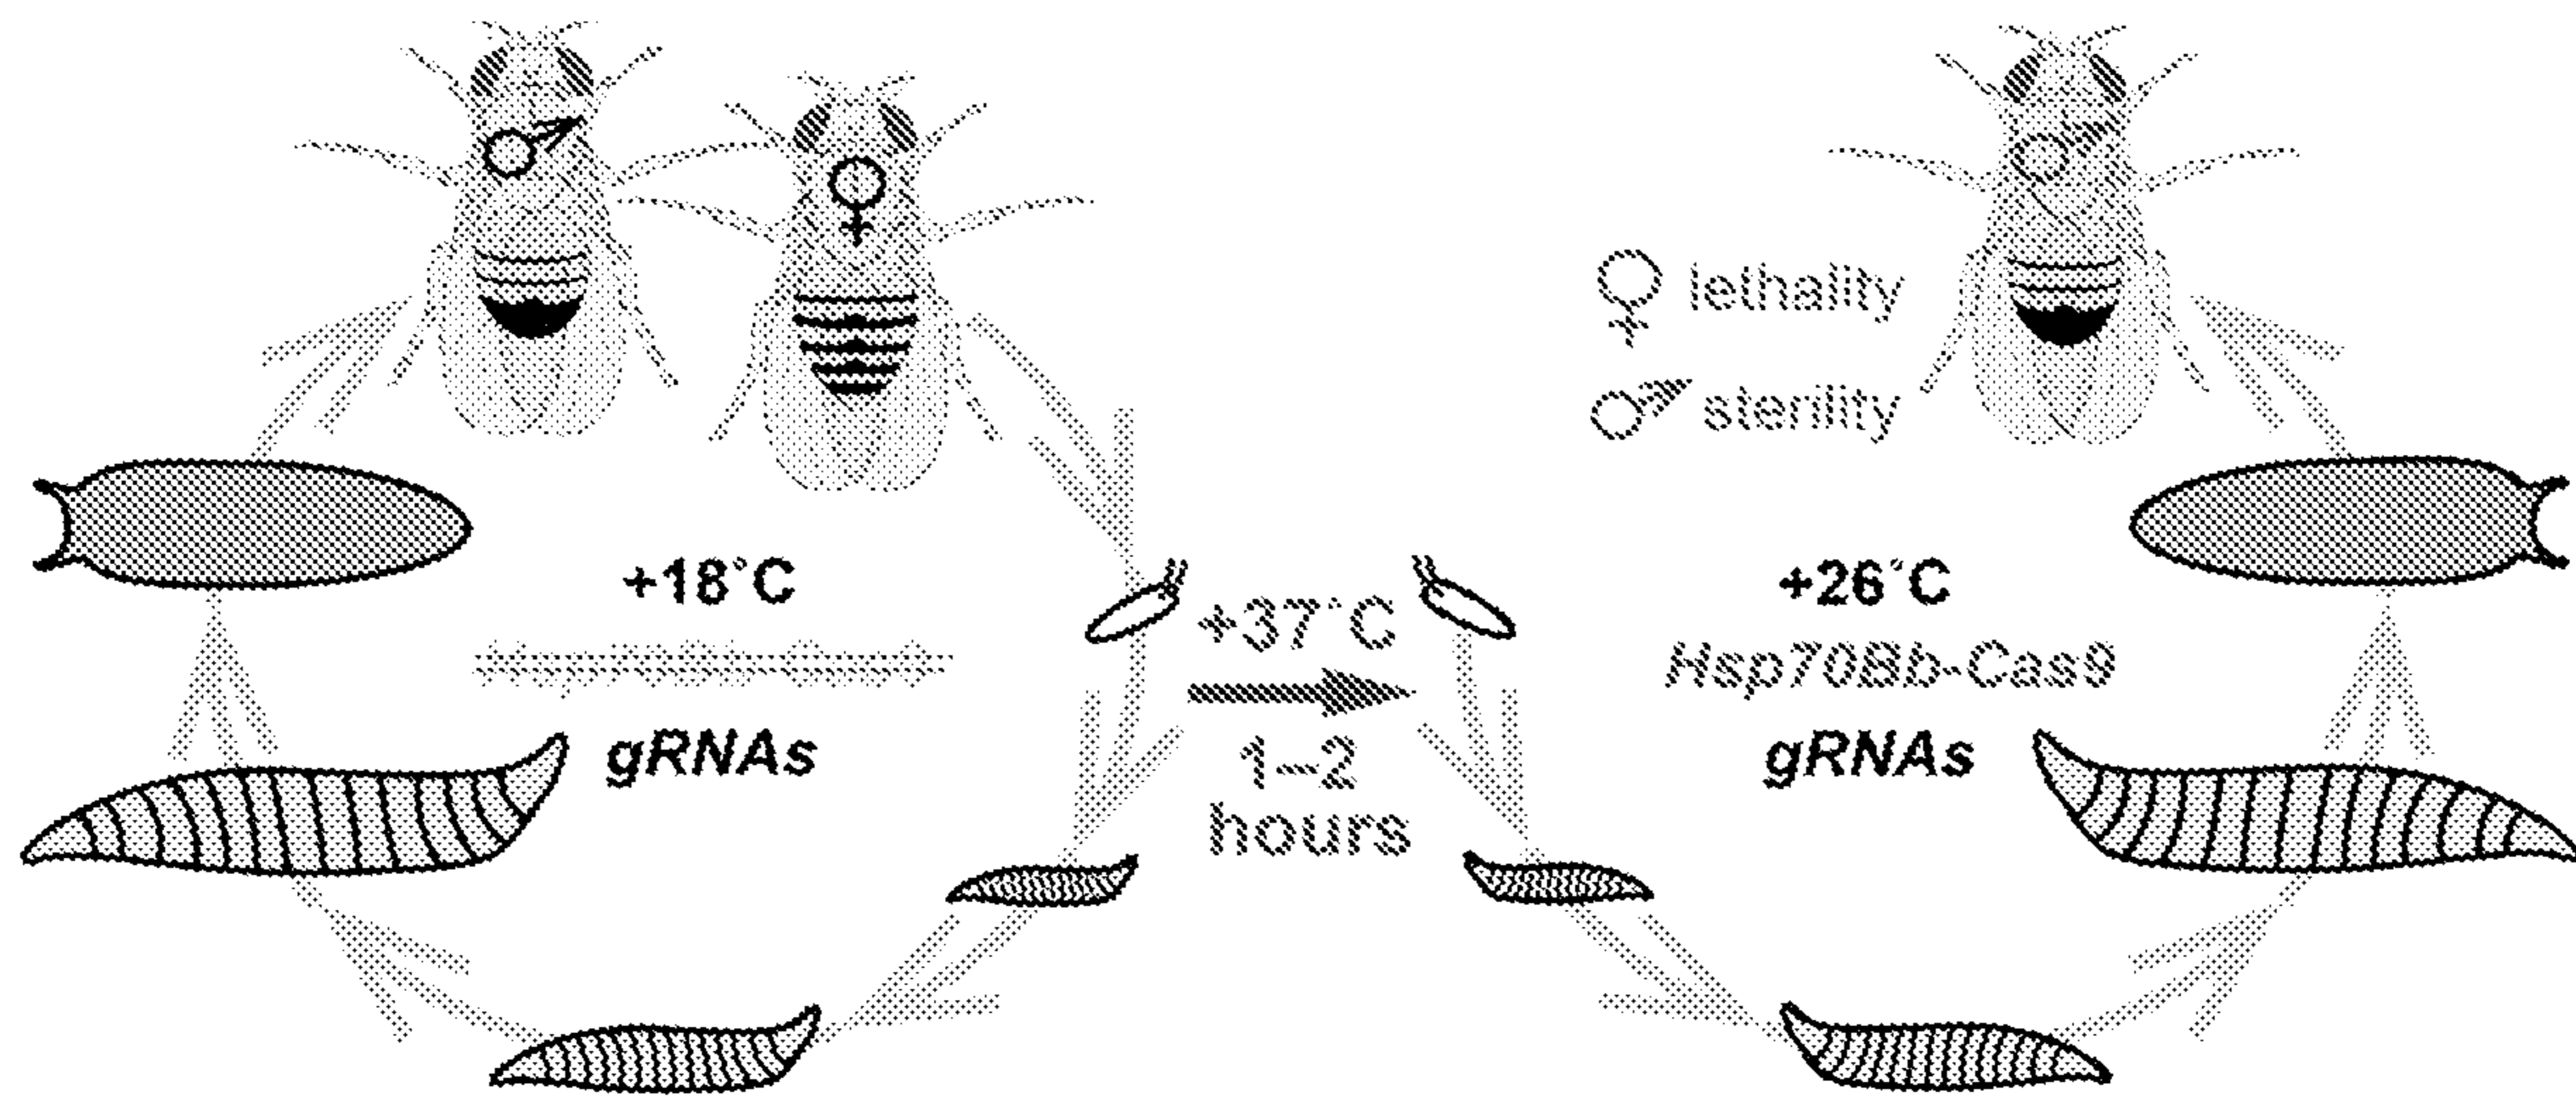 ♀ lethality
♂ sterility
+18°C
gRNAs
+37°C
1–2
hours
+26°C
Hsp70Bb-Cas9
gRNAs